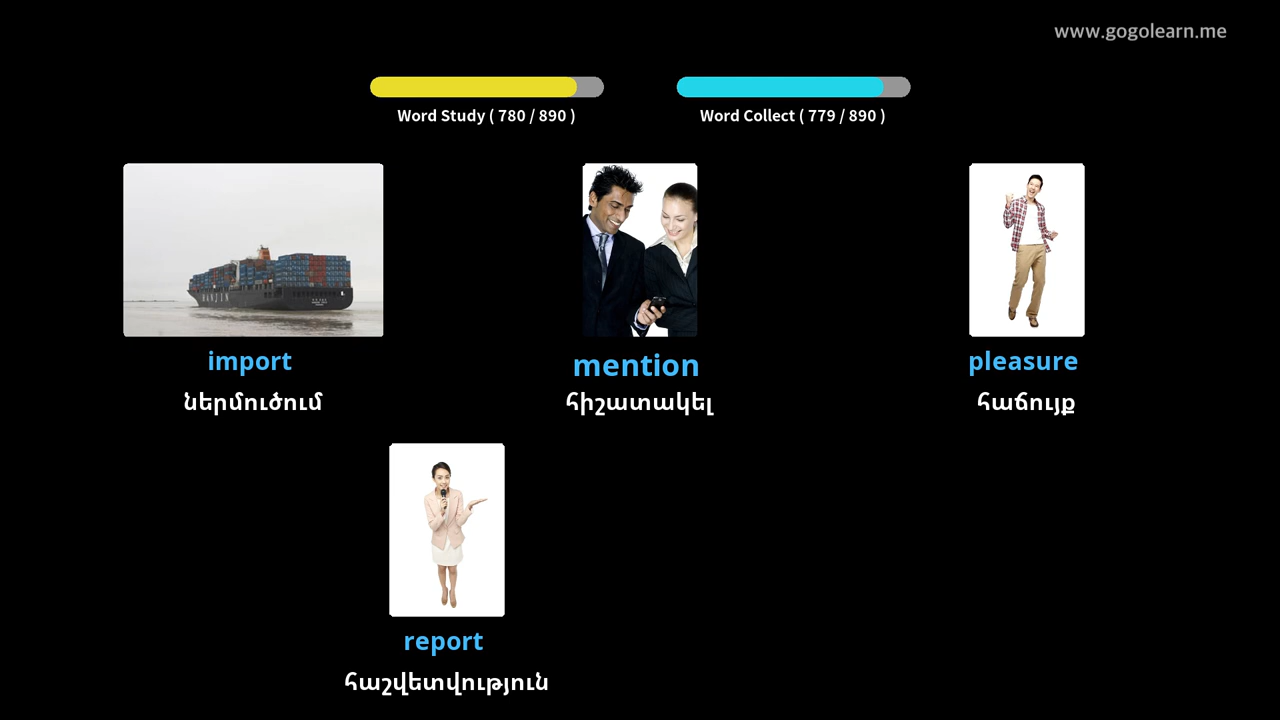 www.gogolearn.me
Word Study ( 780 / 890 )
Word Collect ( 779 / 890 )
HANJIN
import
mention
pleasure
ներմուծում
հիշատակել
հաճույք
report
հաշվետվություն